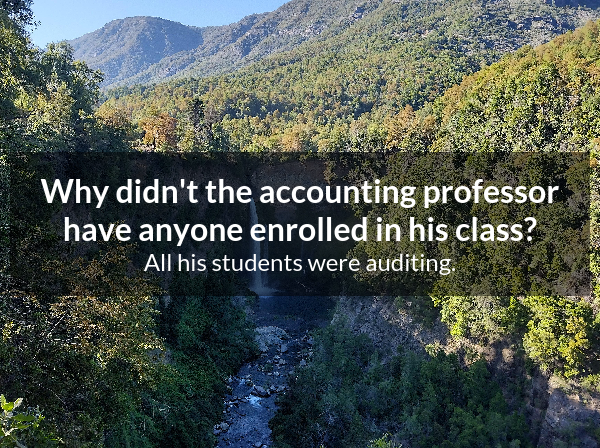 Why didn't the accounting professor
have anyone enrolled in his class?
All his students were auditing.